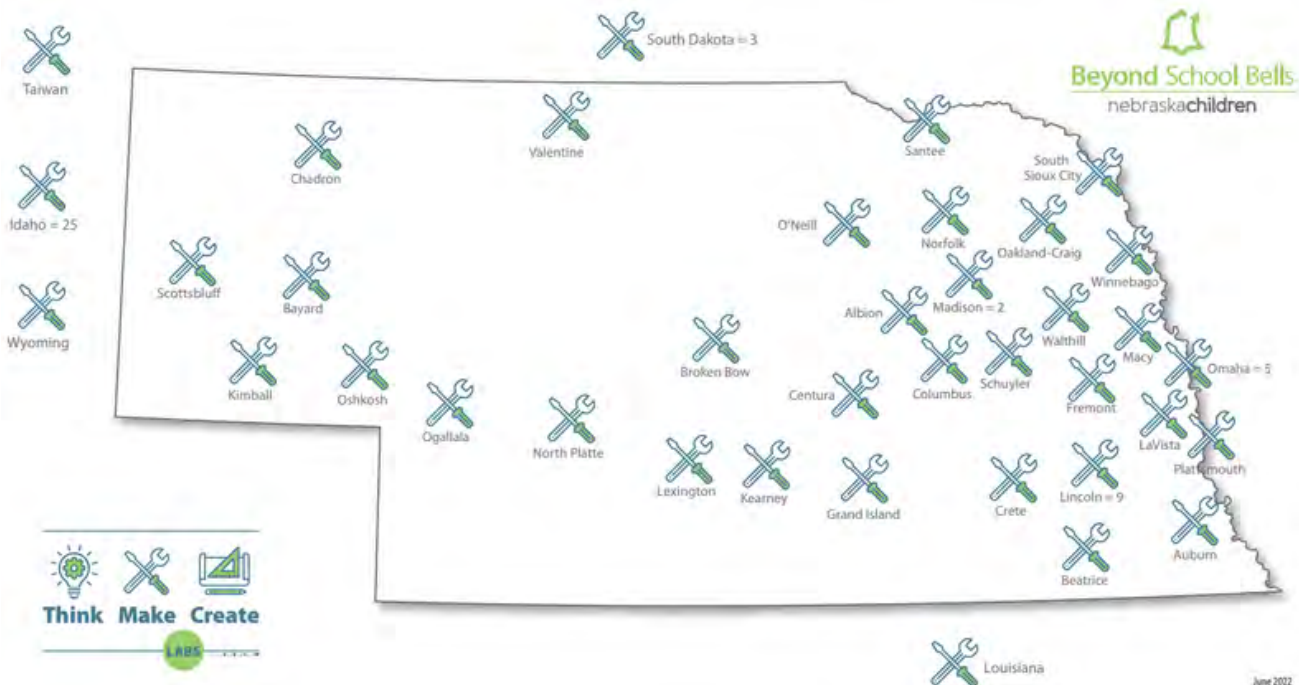 South Dakota = 3
Beyond School Bells
nebraskachildren
Taiwan
Valentine
Santee
Chadron
South
Sioux City
Idaho = 25
O'Neill
Norfolk
Oakland-Craig
Winnebago
Scottsbluff
Bayard
Madison = 2
Albion
Walthill
Wyoming
Macy
Broken Bow
Omaha = 5
Kimball
Oshkosh
Centura
Columbus
Schuyler
Fremont
Ogallala
North Platte
LaVista
Plattsmouth
Lexington
Kearney
Grand Island
Crete
Lincoln = 9
Auburn
Beatrice
Think Make Create
LABS
Louisiana
June 2022